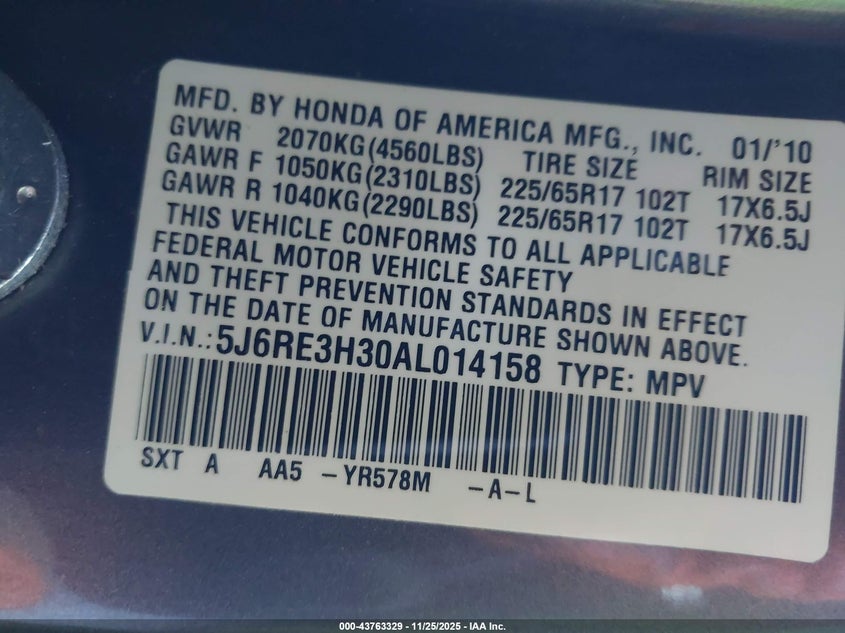 MFD. BY HONDA OF AMERICA MFG., INC. 01/'10
GVWR 2070KG(4560LBS) TIRE SIZE RIM SIZE
GAWR F 1050KG(2310LBS) 225/65R17 102T 17X6.5J
GAWR R 1040KG(2290LBS) 225/65R17 102T 17X6.5J
THIS VEHICLE CONFORMS TO ALL APPLICABLE
FEDERAL MOTOR VEHICLE SAFETY
AND THEFT PREVENTION STANDARDS IN EFFECT
ON THE DATE OF MANUFACTURE SHOWN ABOVE.
V.I.N.: 5J6RE3H30AL014158 TYPE: MPV
SXT A AA5 -YR578M -A-L
000-43763329 - 11/25/2025 - IAA Inc.